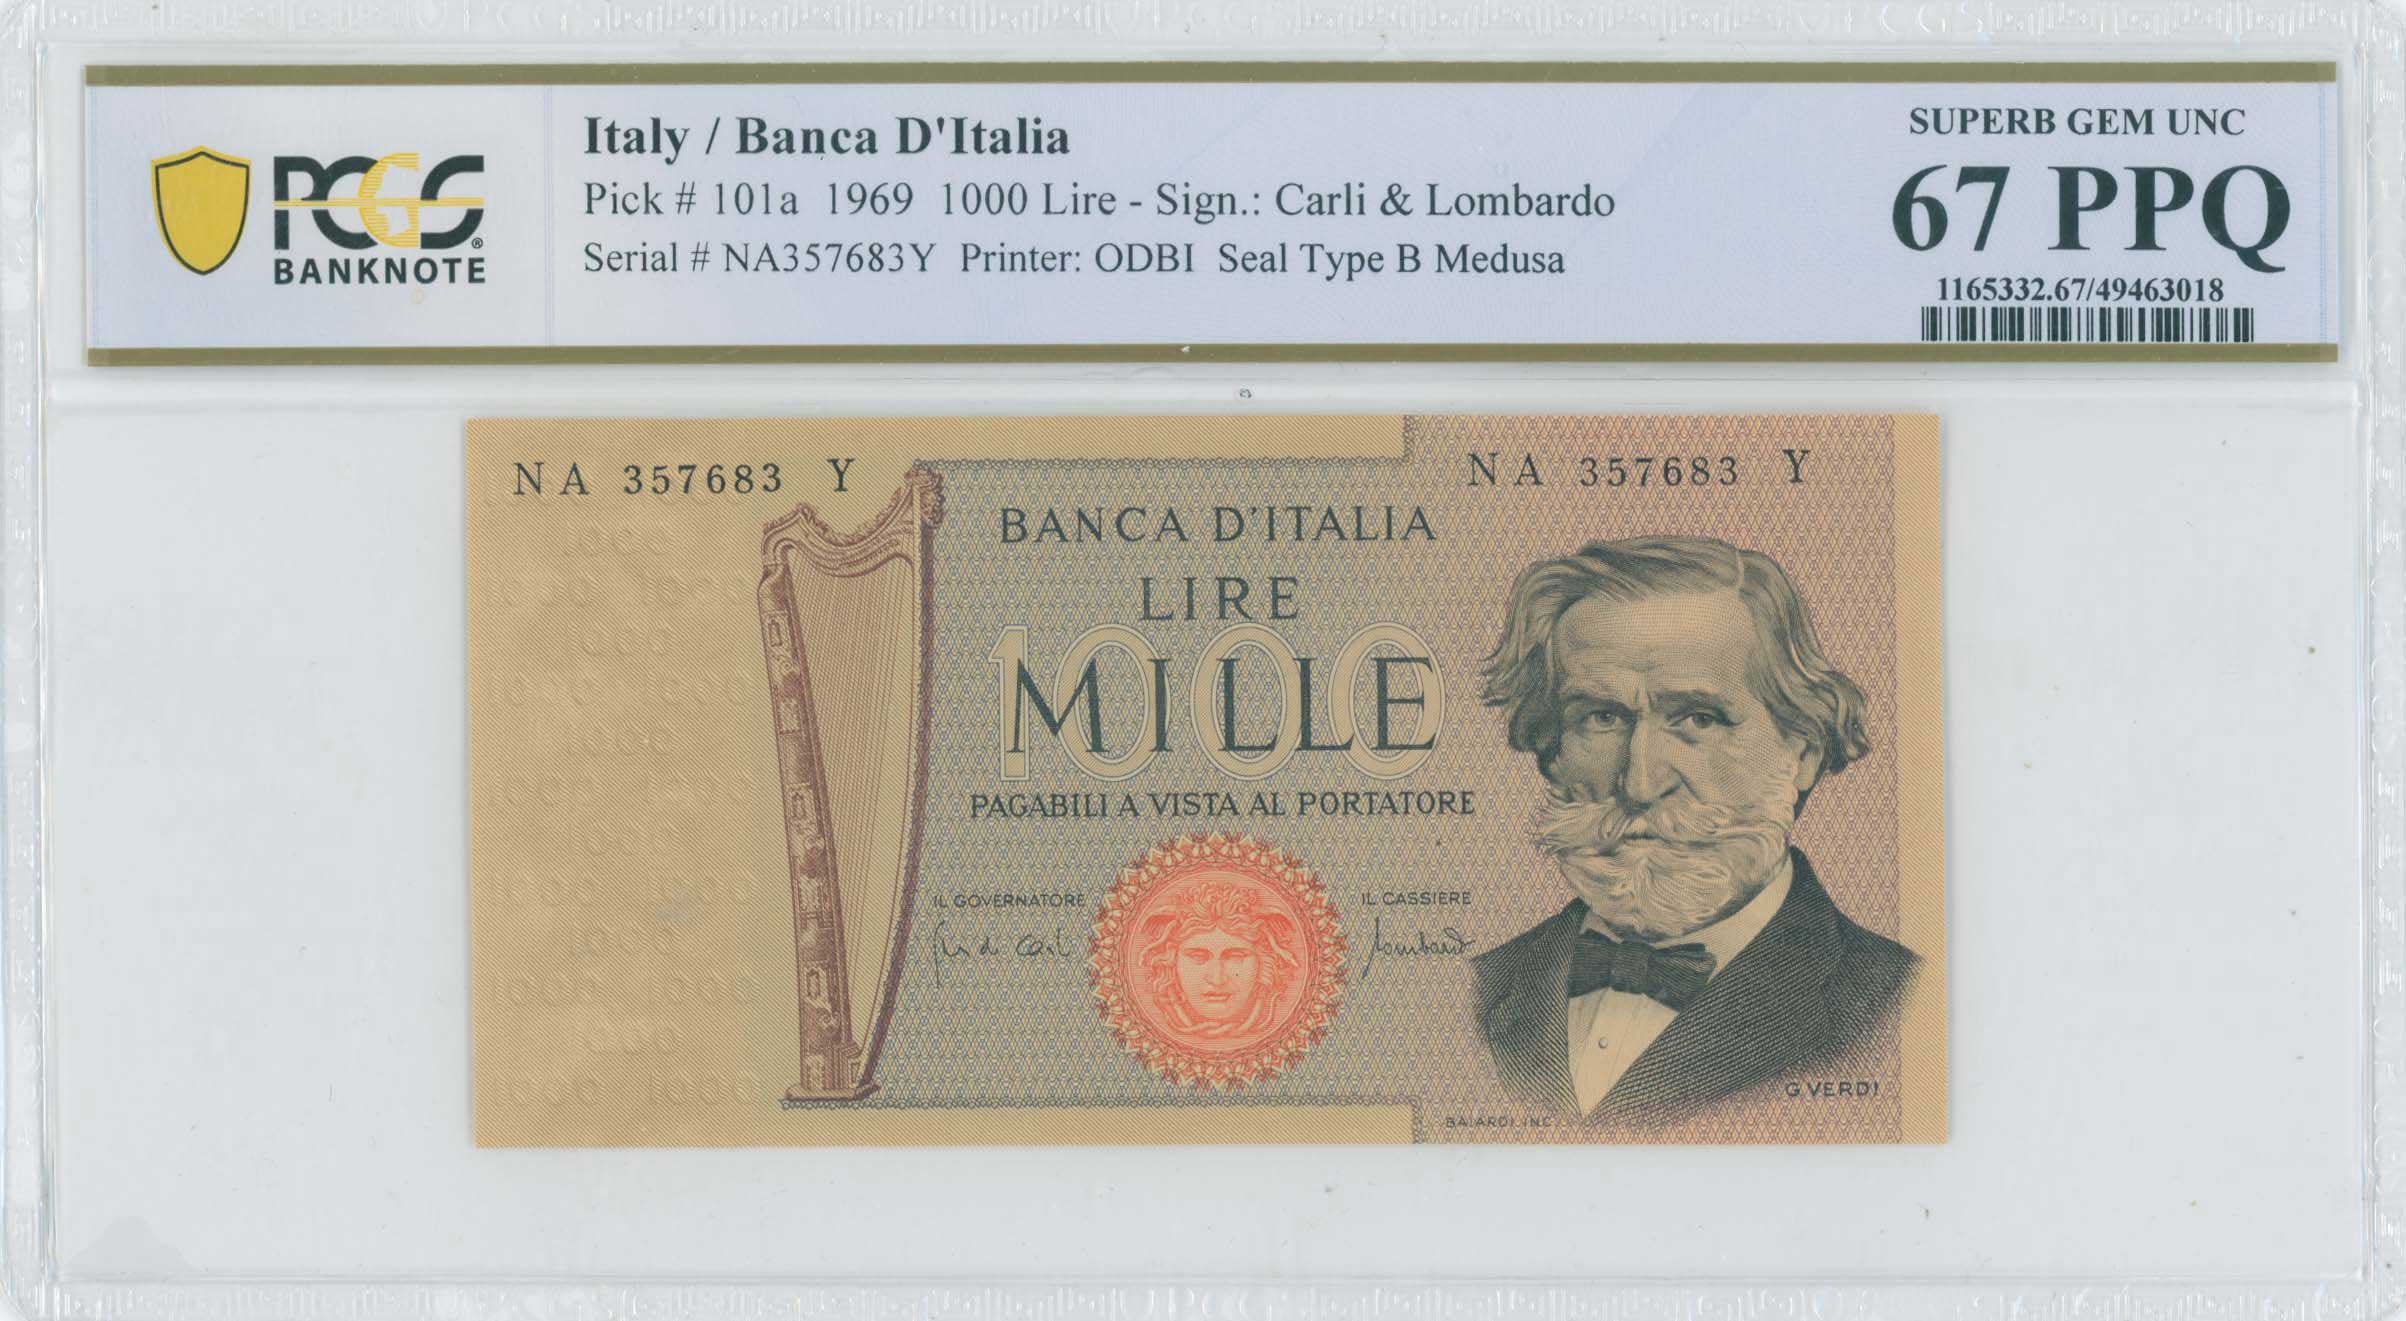 Italy / Banca D'Italia
Pick # 101a 1969 1000 Lire - Sign.: Carli & Lombardo
Serial # NA357683Y Printer: ODBI Seal Type B Medusa
PCGS®
BANKNOTE
SUPERB GEM UNC
67 PPQ
1165332.67/49463018
NA 357683 Y
NA 357683 Y
BANCA D'ITALIA
LIRE
1000
MILLE
PAGABILI A VISTA AL PORTATORE
IL GOVERNATORE
IL CASSIERE
Lombardo
G. VERDI
BAIARDI INC.